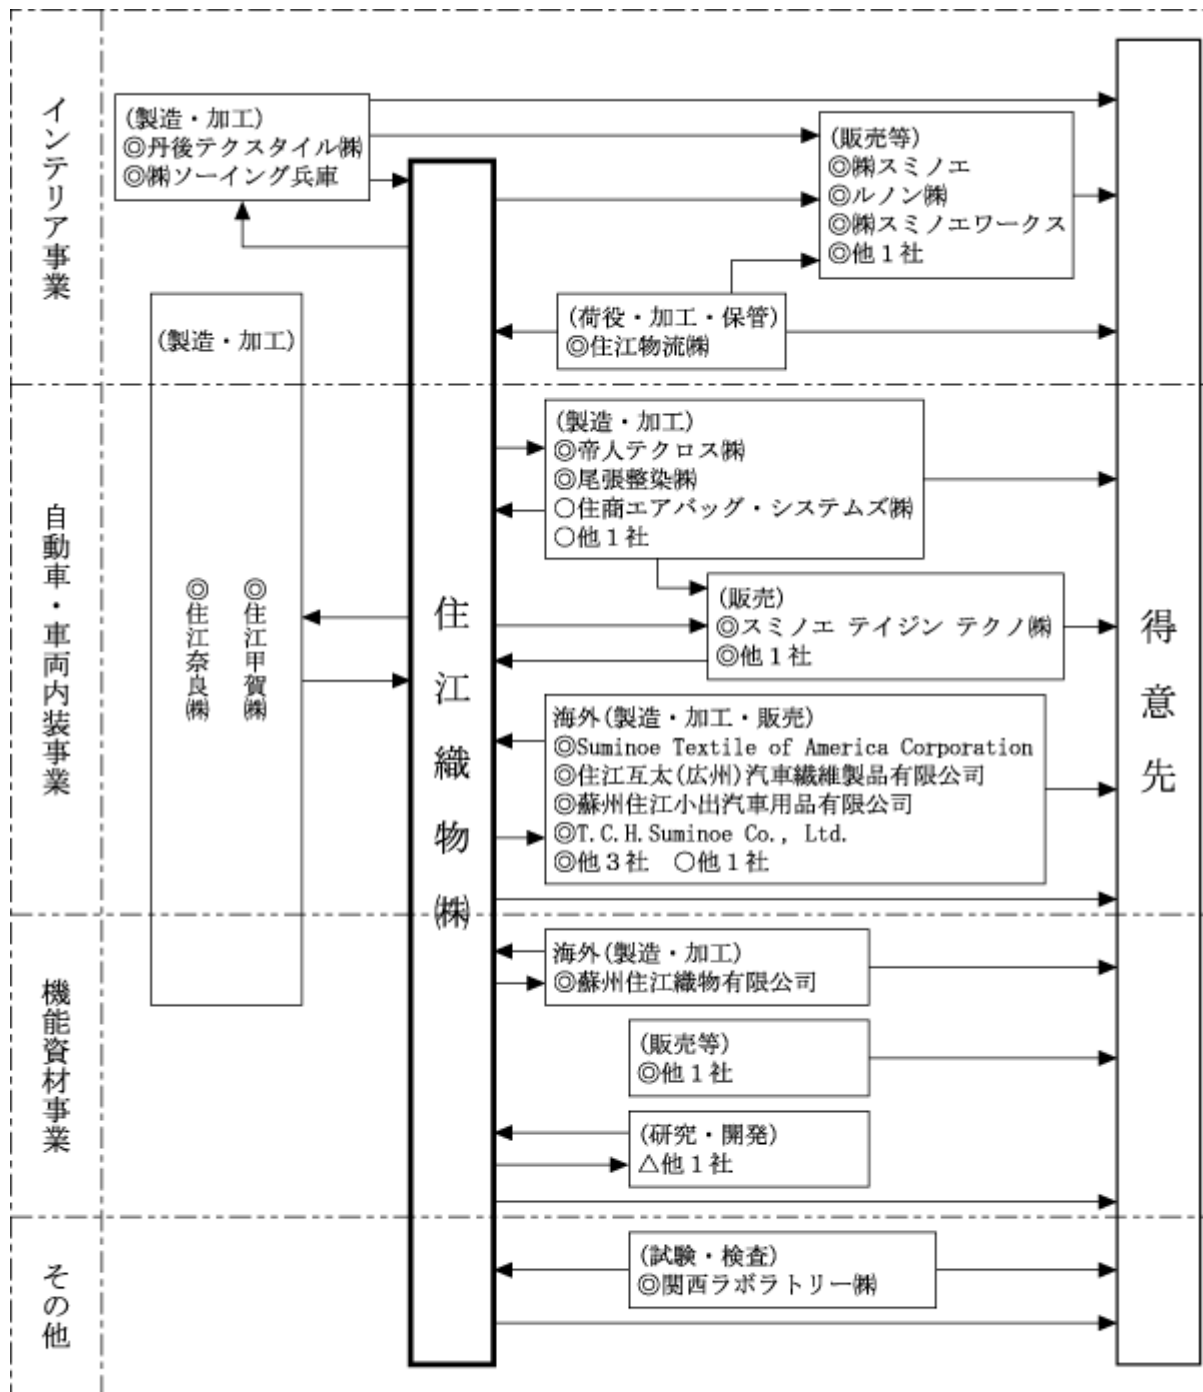 インテリア事業
(製造・加工)
◎丹後テクスタイル㈱
◎㈱ソーイング兵庫
(販売等)
◎㈱スミノエ
◎ルノン㈱
◎㈱スミノエワークス
◎他１社
(荷役・加工・保管)
◎住江物流㈱
(製造・加工)
◎住江甲賀㈱
◎住江奈良㈱
住江織物㈱
得意先
自動車・車両内装事業
(製造・加工)
◎帝人テクロス㈱
◎尾張整染㈱
○住商エアバッグ・システムズ㈱
○他１社
(販売)
◎スミノエ テイジン テクノ㈱
◎他１社
海外(製造・加工・販売)
◎Suminoe Textile of America Corporation
◎住江互太(広州)汽車繊維製品有限公司
◎蘇州住江小出汽車用品有限公司
◎T.C.H.Suminoe Co., Ltd.
◎他３社　○他１社
機能資材事業
海外(製造・加工)
◎蘇州住江織物有限公司
(販売等)
◎他１社
(研究・開発)
△他１社
その他
(試験・検査)
◎関西ラボラトリー㈱